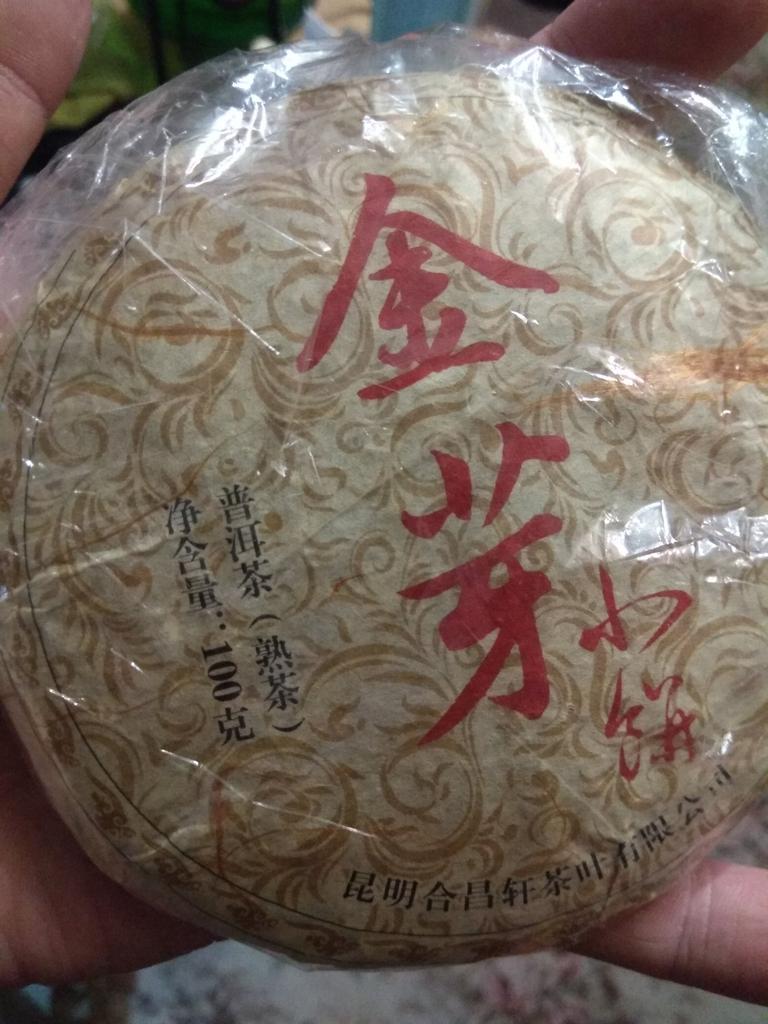 金芽
小饼
普洱茶（熟茶）
净含量：100克
昆明合昌轩茶叶有限公司